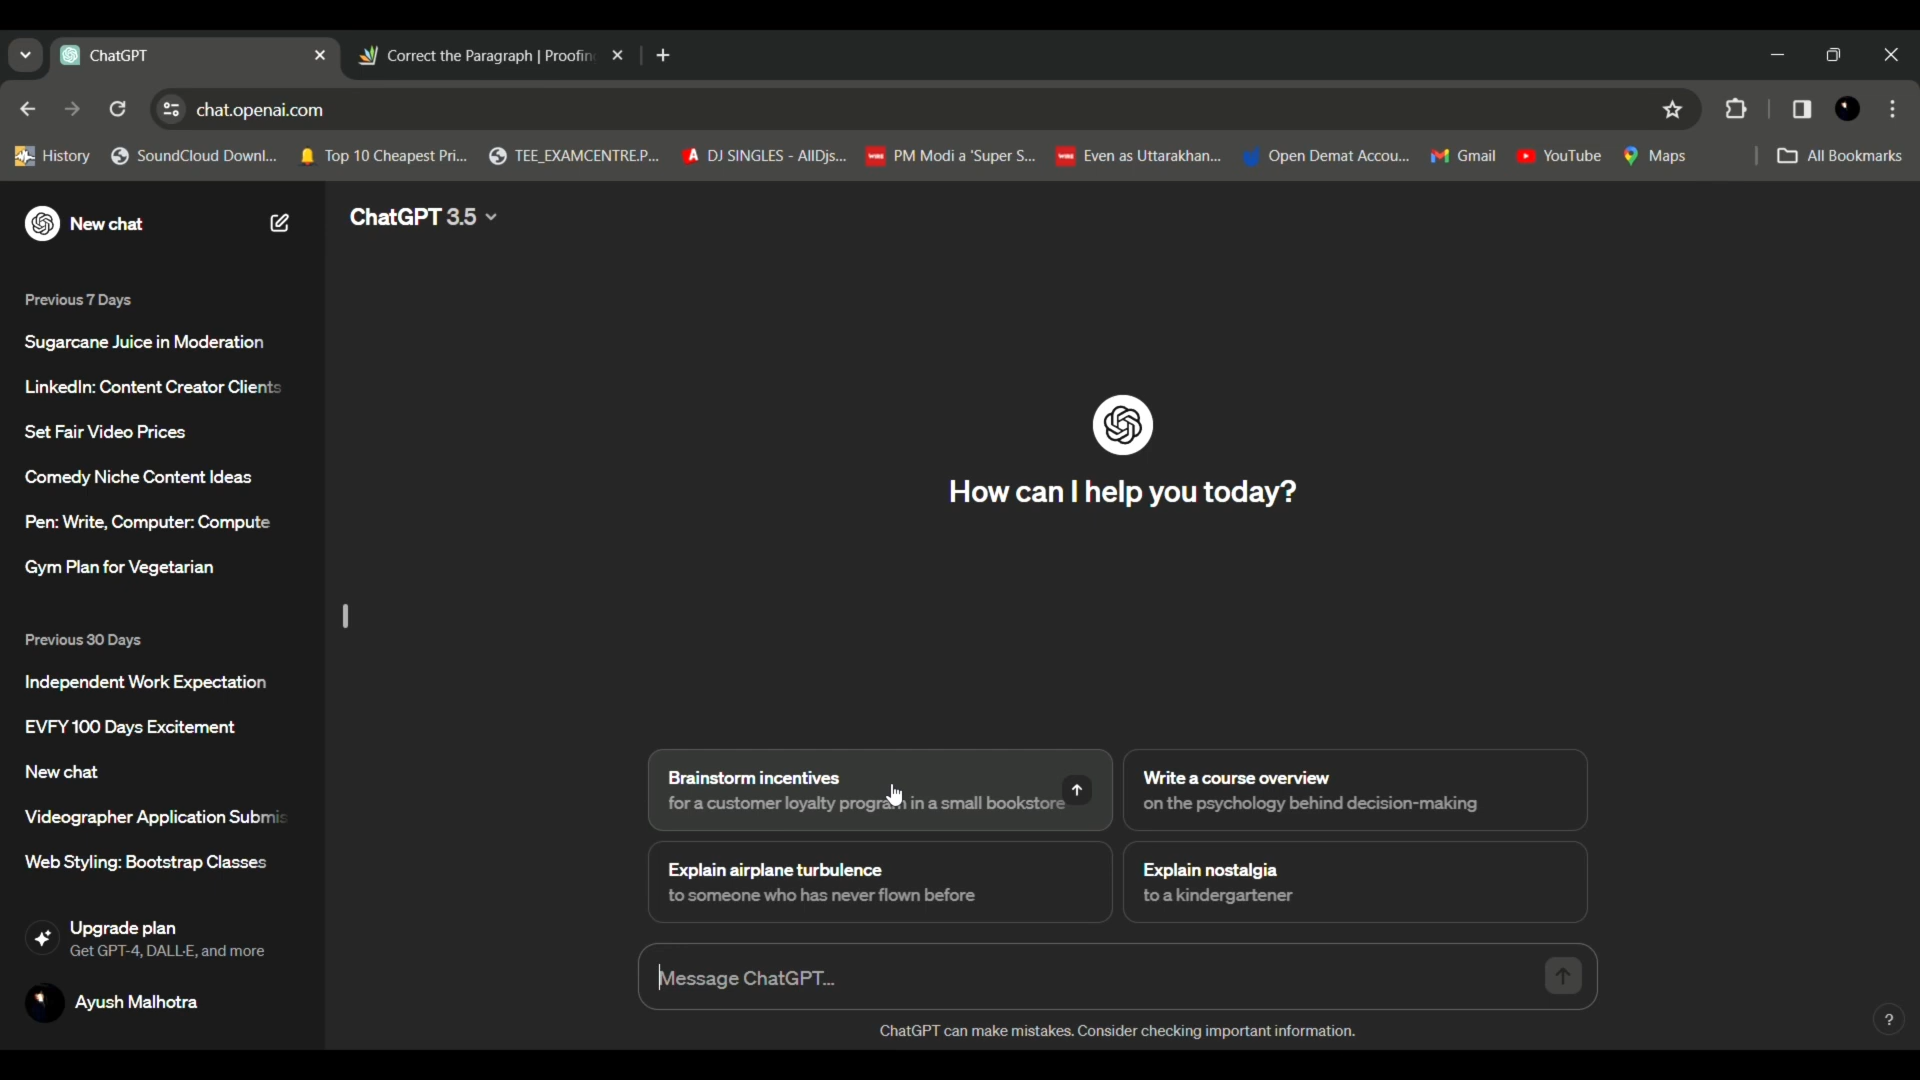 ChatGPT
Correct the Paragraph | Proofin
chat.openai.com
History
SoundCloud Downl...
Top 10 Cheapest Pri...
TEE_EXAMCENTRE.P...
DJ SINGLES - AllDjs...
PM Modi a 'Super S...
Even as Uttarakhan...
Open Demat Accou...
Gmail
YouTube
Maps
All Bookmarks
New chat
ChatGPT 3.5
Previous 7 Days
Sugarcane Juice in Moderation
LinkedIn: Content Creator Clients
Set Fair Video Prices
Comedy Niche Content Ideas
Pen: Write, Computer: Compute
Gym Plan for Vegetarian
Previous 30 Days
Independent Work Expectation
EVFY 100 Days Excitement
New chat
Videographer Application Submis
Web Styling: Bootstrap Classes
Upgrade plan
Get GPT-4, DALL·E, and more
Ayush Malhotra
How can I help you today?
Brainstorm incentives
for a customer loyalty program in a small bookstore
Write a course overview
on the psychology behind decision-making
Explain airplane turbulence
to someone who has never flown before
Explain nostalgia
to a kindergartener
Message ChatGPT...
ChatGPT can make mistakes. Consider checking important information.
?